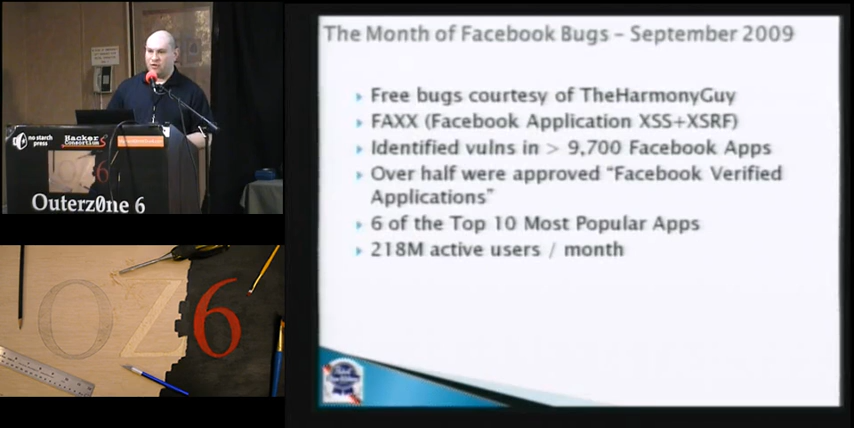 The Month of Facebook Bugs – September 2009
Free bugs courtesy of TheHarmonyGuy
FAXX (Facebook Application XSS+XSRF)
Identified vulns in > 9,700 Facebook Apps
Over half were approved “Facebook Verified
Applications”
6 of the Top 10 Most Popular Apps
218M active users / month
no starch
press
Hacker
Consortium
OZ6
Outerz0ne 6
OZ6